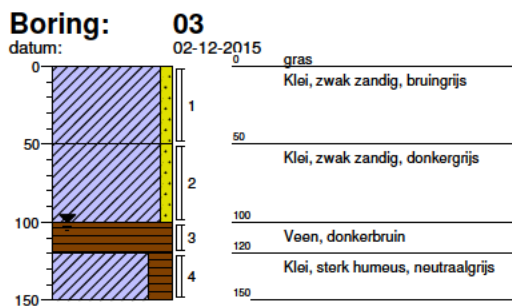 Boring: 03
datum: 02-12-2015
0 0 gras
Klei, zwak zandig, bruingrijs
1
50 50
Klei, zwak zandig, donkergrijs
2
100 100
3 Veen, donkerbruin
120
4 Klei, sterk humeus, neutraalgrijs
150 150